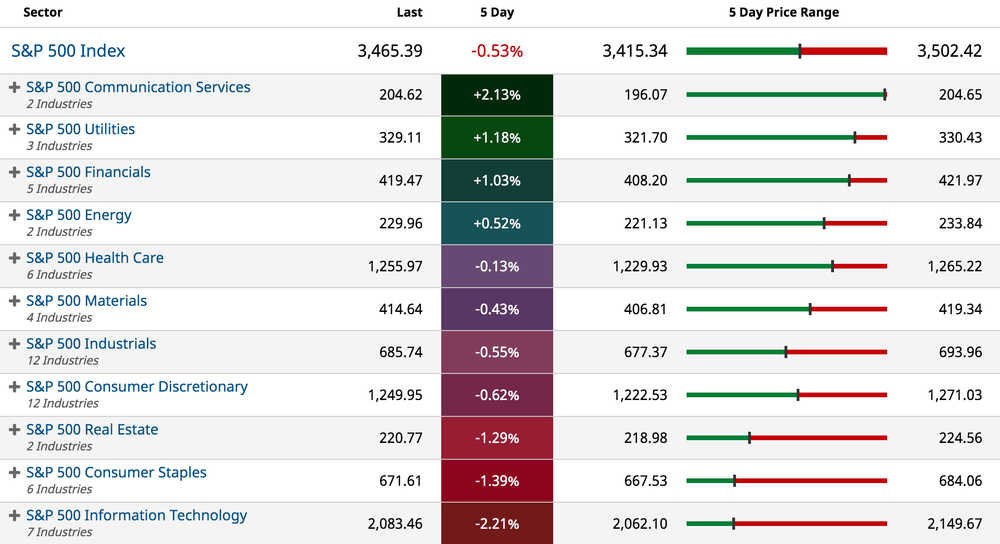 Sector Last 5 Day 5 Day Price Range
S&P 500 Index 3,465.39 -0.53% 3,415.34 3,502.42
S&P 500 Communication Services 204.62 +2.13% 196.07 204.65
2 Industries
S&P 500 Utilities 329.11 +1.18% 321.70 330.43
3 Industries
S&P 500 Financials 419.47 +1.03% 408.20 421.97
5 Industries
S&P 500 Energy 229.96 +0.52% 221.13 233.84
2 Industries
S&P 500 Health Care 1,255.97 -0.13% 1,229.93 1,265.22
6 Industries
S&P 500 Materials 414.64 -0.43% 406.81 419.34
4 Industries
S&P 500 Industrials 685.74 -0.55% 677.37 693.96
12 Industries
S&P 500 Consumer Discretionary 1,249.95 -0.62% 1,222.53 1,271.03
12 Industries
S&P 500 Real Estate 220.77 -1.29% 218.98 224.56
2 Industries
S&P 500 Consumer Staples 671.61 -1.39% 667.53 684.06
6 Industries
S&P 500 Information Technology 2,083.46 -2.21% 2,062.10 2,149.67
7 Industries